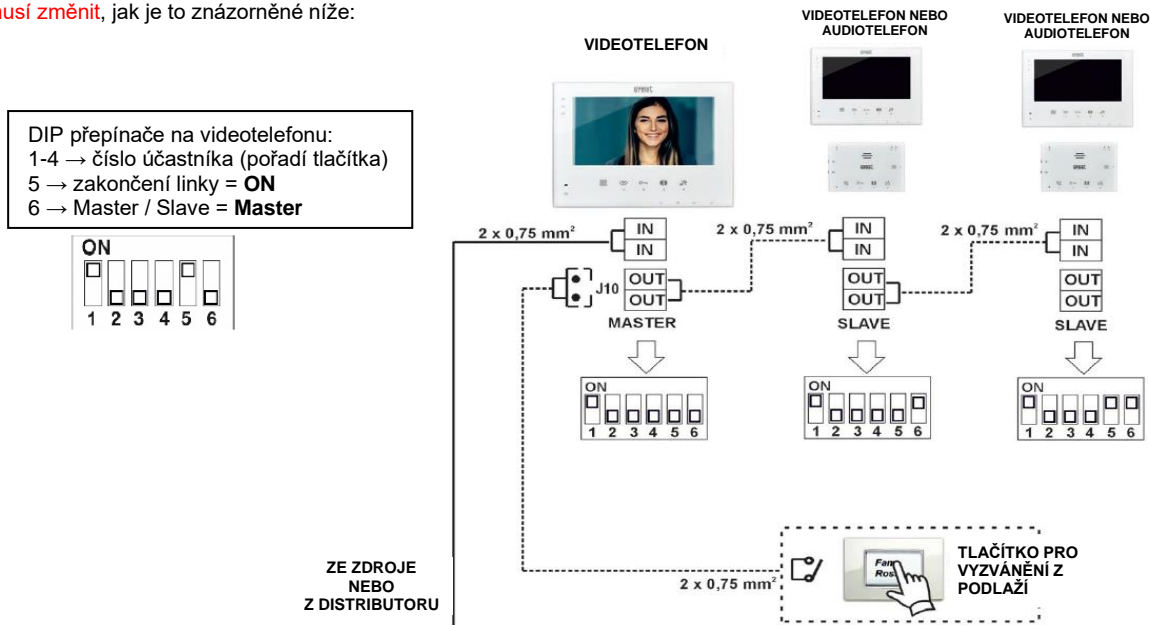 musí změnit, jak je to znázorněné níže:
VIDEOTELEFON
VIDEOTELEFON NEBO
AUDIOTELEFON
VIDEOTELEFON NEBO
AUDIOTELEFON
DIP přepínače na videotelefonu:
1-4 → číslo účastníka (pořadí tlačítka)
5 → zakončení linky = ON
6 → Master / Slave = Master
ON
1 2 3 4 5 6
2 x 0,75 mm²
IN
IN
J10
OUT
OUT
MASTER
ON
1 2 3 4 5 6
2 x 0,75 mm²
IN
IN
OUT
OUT
SLAVE
ON
1 2 3 4 5 6
2 x 0,75 mm²
IN
IN
OUT
OUT
SLAVE
ON
1 2 3 4 5 6
ZE ZDROJE
NEBO
Z DISTRIBUTORU
2 x 0,75 mm²
TLAČÍTKO PRO
VYZVÁNĚNÍ Z
PODLAŽÍ